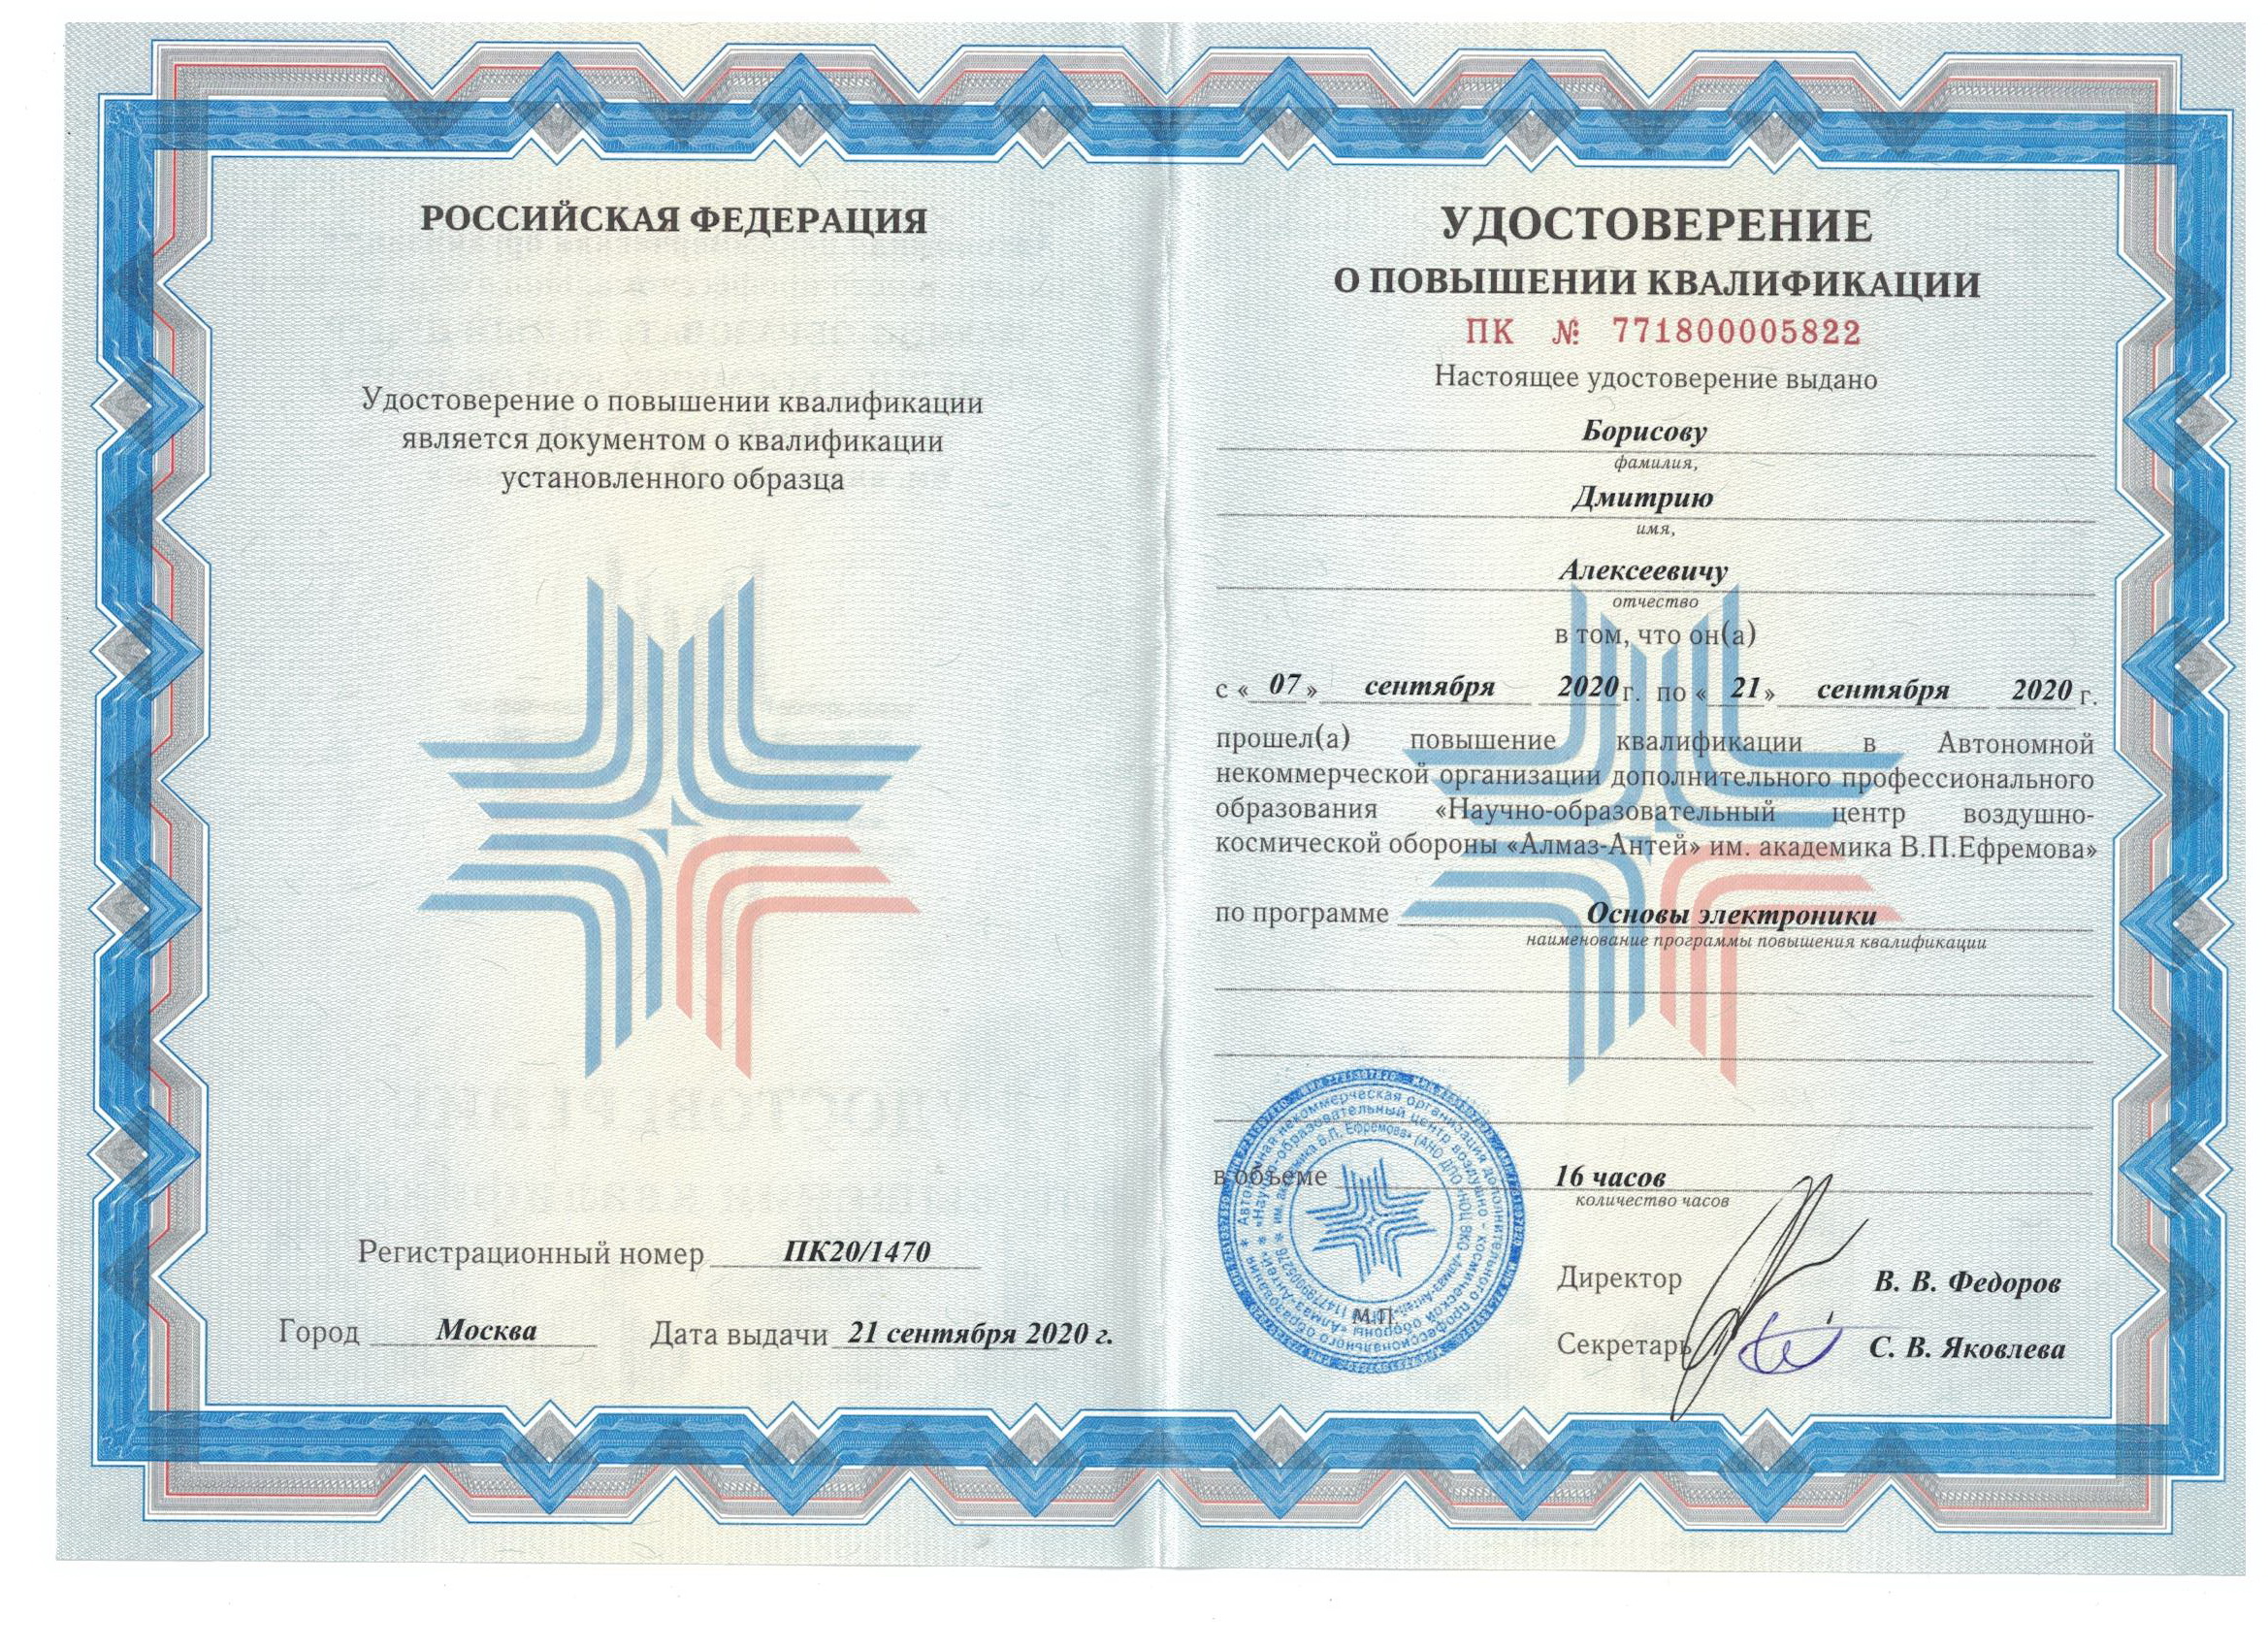 РОССИЙСКАЯ ФЕДЕРАЦИЯ
Удостоверение о повышении квалификации
является документом о квалификации
установленного образца
Регистрационный номер ПК20/1470
Город Москва Дата выдачи 21 сентября 2020 г.
УДОСТОВЕРЕНИЕ
О ПОВЫШЕНИИ КВАЛИФИКАЦИИ
ПК № 771800005822
Настоящее удостоверение выдано
Борисову
фамилия,
Дмитрию
имя,
Алексеевичу
отчество
в том, что он(а)
с « 07 » сентября 2020 г. по « 21 » сентября 2020 г.
прошел(а) повышение квалификации в Автономной
некоммерческой организации дополнительного профессионального
образования «Научно-образовательный центр воздушно-
космической обороны «Алмаз-Антей» им. академика В.П.Ефремова»
по программе Основы электроники
наименование программы повышения квалификации
в объеме 16 часов
количество часов
Директор В. В. Федоров
Секретарь С. В. Яковлева
М.П.
Автономная некоммерческая организация дополнительного профессионального образования
«Научно-образовательный центр воздушно-космической обороны «Алмаз-Антей»
им. академика В.П. Ефремова» (АНО ДПО НОЦ ВКО «Алмаз-Антей»)